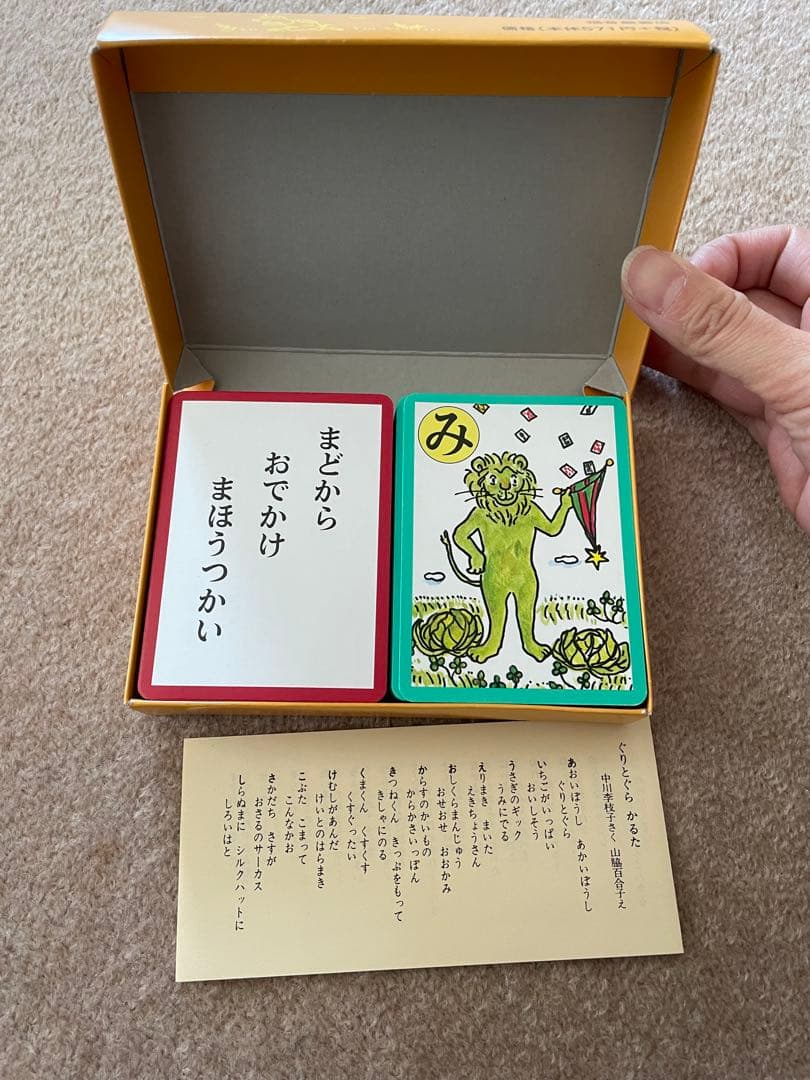 価格(本体571円+税)
まどから
おでかけ
まほうつかい
み
ぐりとぐら かるた
中川李枝子さく 山脇百合子え
あおいぼうし あかいぼうし
ぐりとぐら
いちごがいっぱい
おいしそう
うさぎのギック
うみにでる
えりまき まいた
えきちょうさん
おしくらまんじゅう
おせおせ おおかみ
からすのかいもの
からかさいっぽん
きつねくん きっぷをもって
きしゃにのる
くまくん くすくす
くすぐったい
けむしがあんだ
けいとのはらまき
こぶた こまって
こんなかお
さかだち さすが
おさるのサーカス
しらぬまに シルクハットに
しろいはと